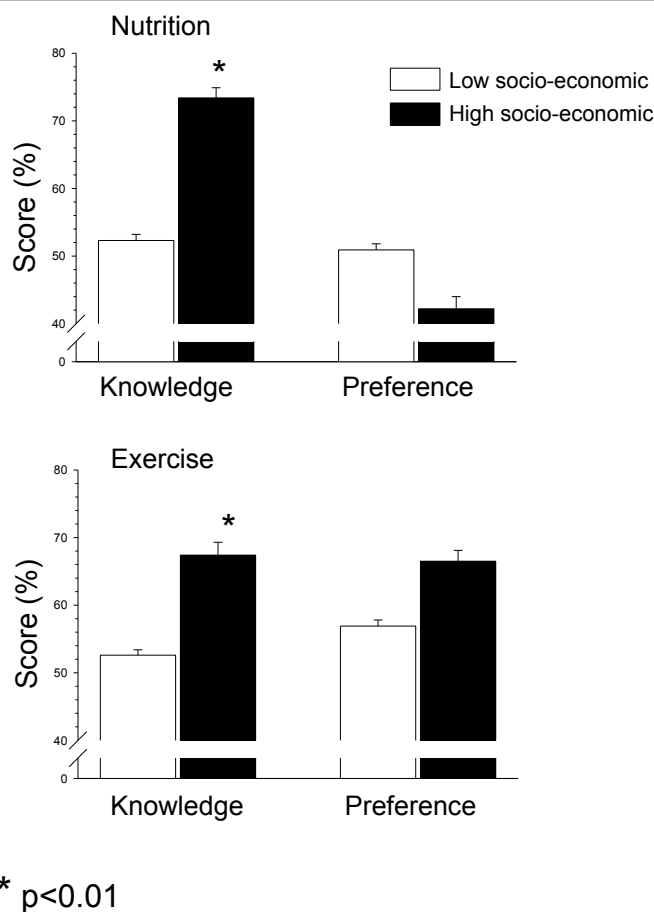 Nutrition
80
*
Low socio-economic
High socio-economic
70
60
50
40
0
Score (%)
Knowledge Preference
Exercise
80
*
70
60
50
40
0
Score (%)
Knowledge Preference
* p<0.01